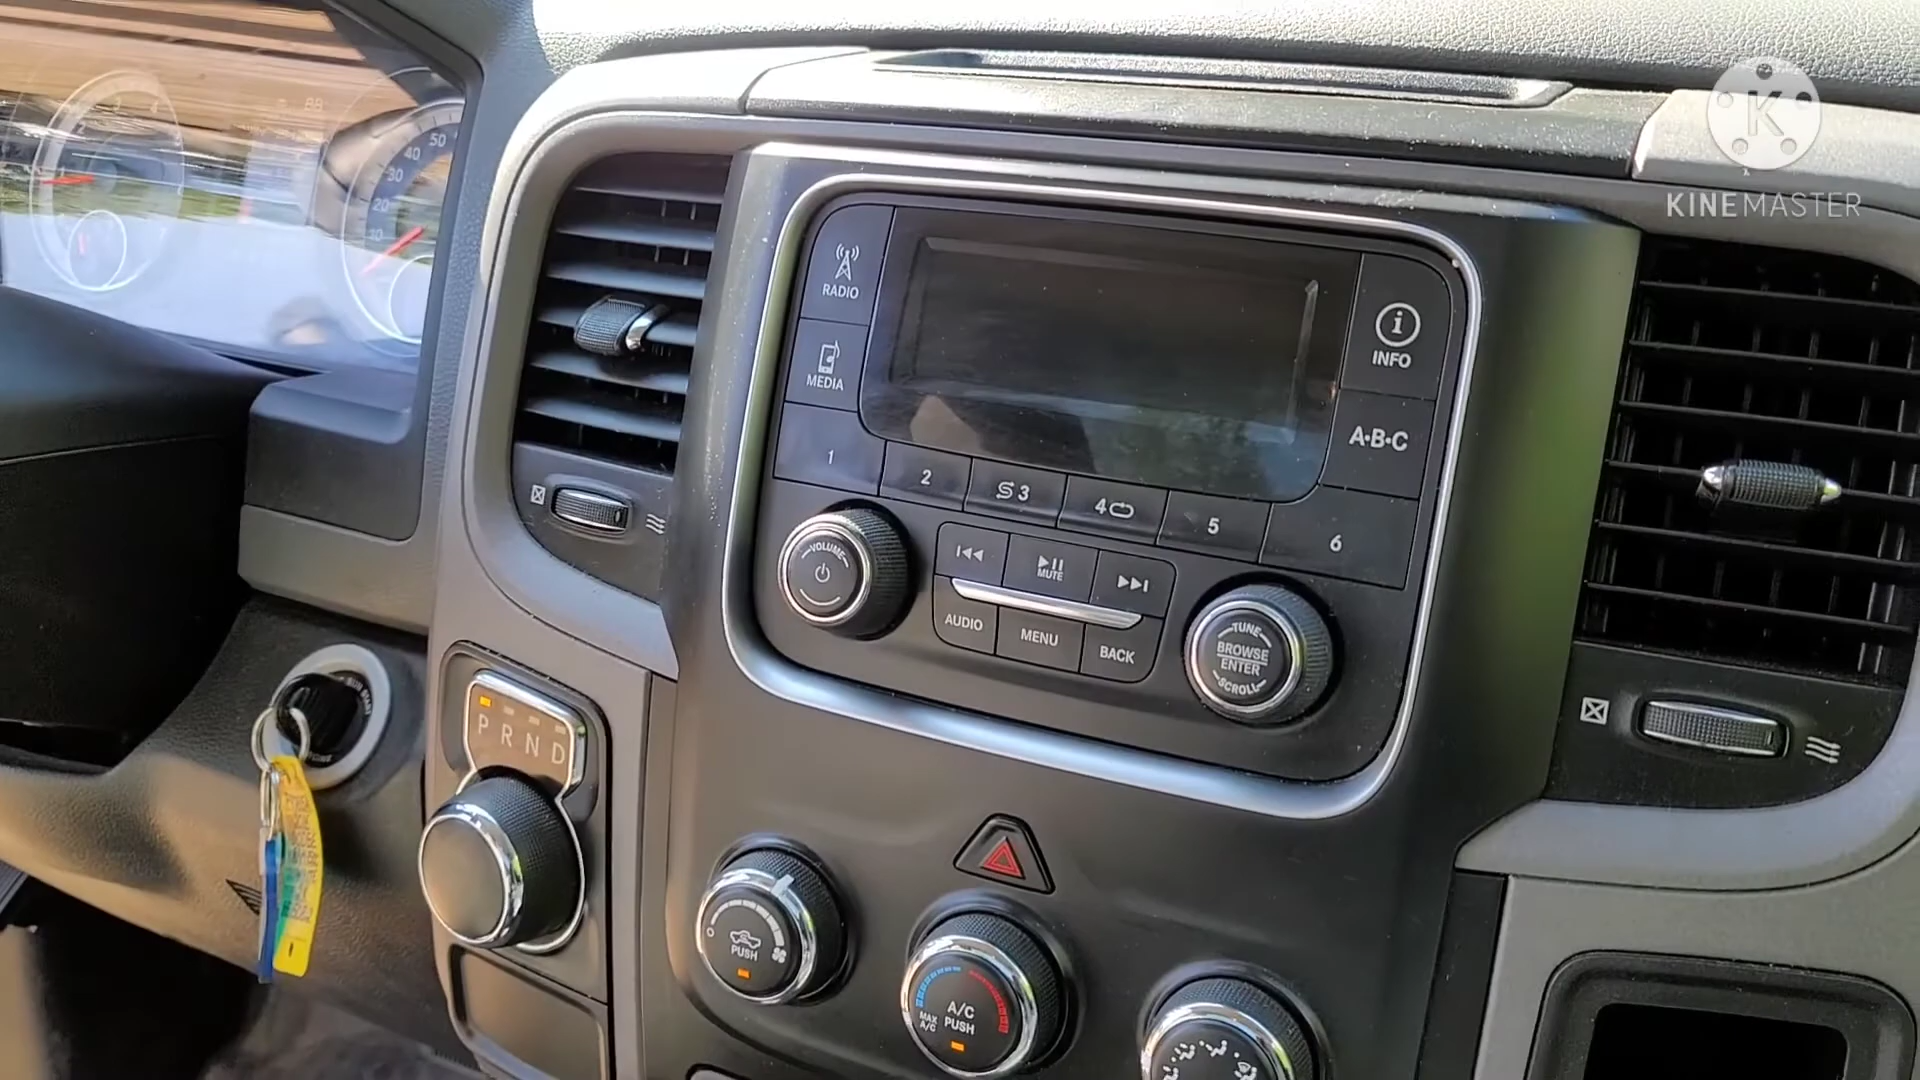 K
KINEMASTER
50
40
30
20
RADIO
MEDIA
i
INFO
A·B·C
1
2
3
4
5
6
VOLUME
MUTE
AUDIO
MENU
BACK
TUNE
BROWSE
ENTER
SCROLL
P R N D
PUSH
A/C
PUSH
MAX
A/C